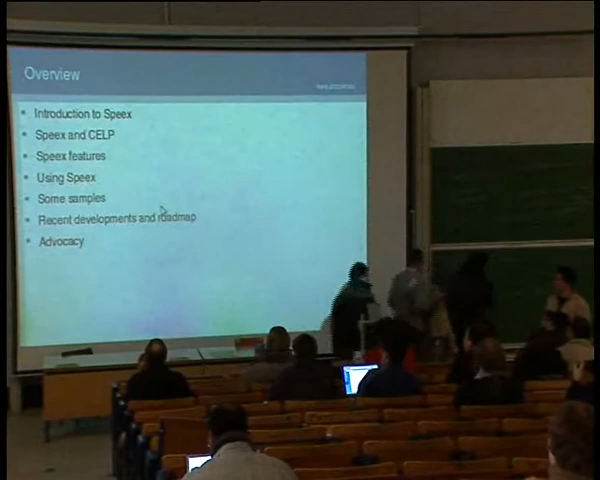 Overview
Introduction to Speex
Speex and CELP
Speex features
Using Speex
Some samples
Recent developments and roadmap
Advocacy